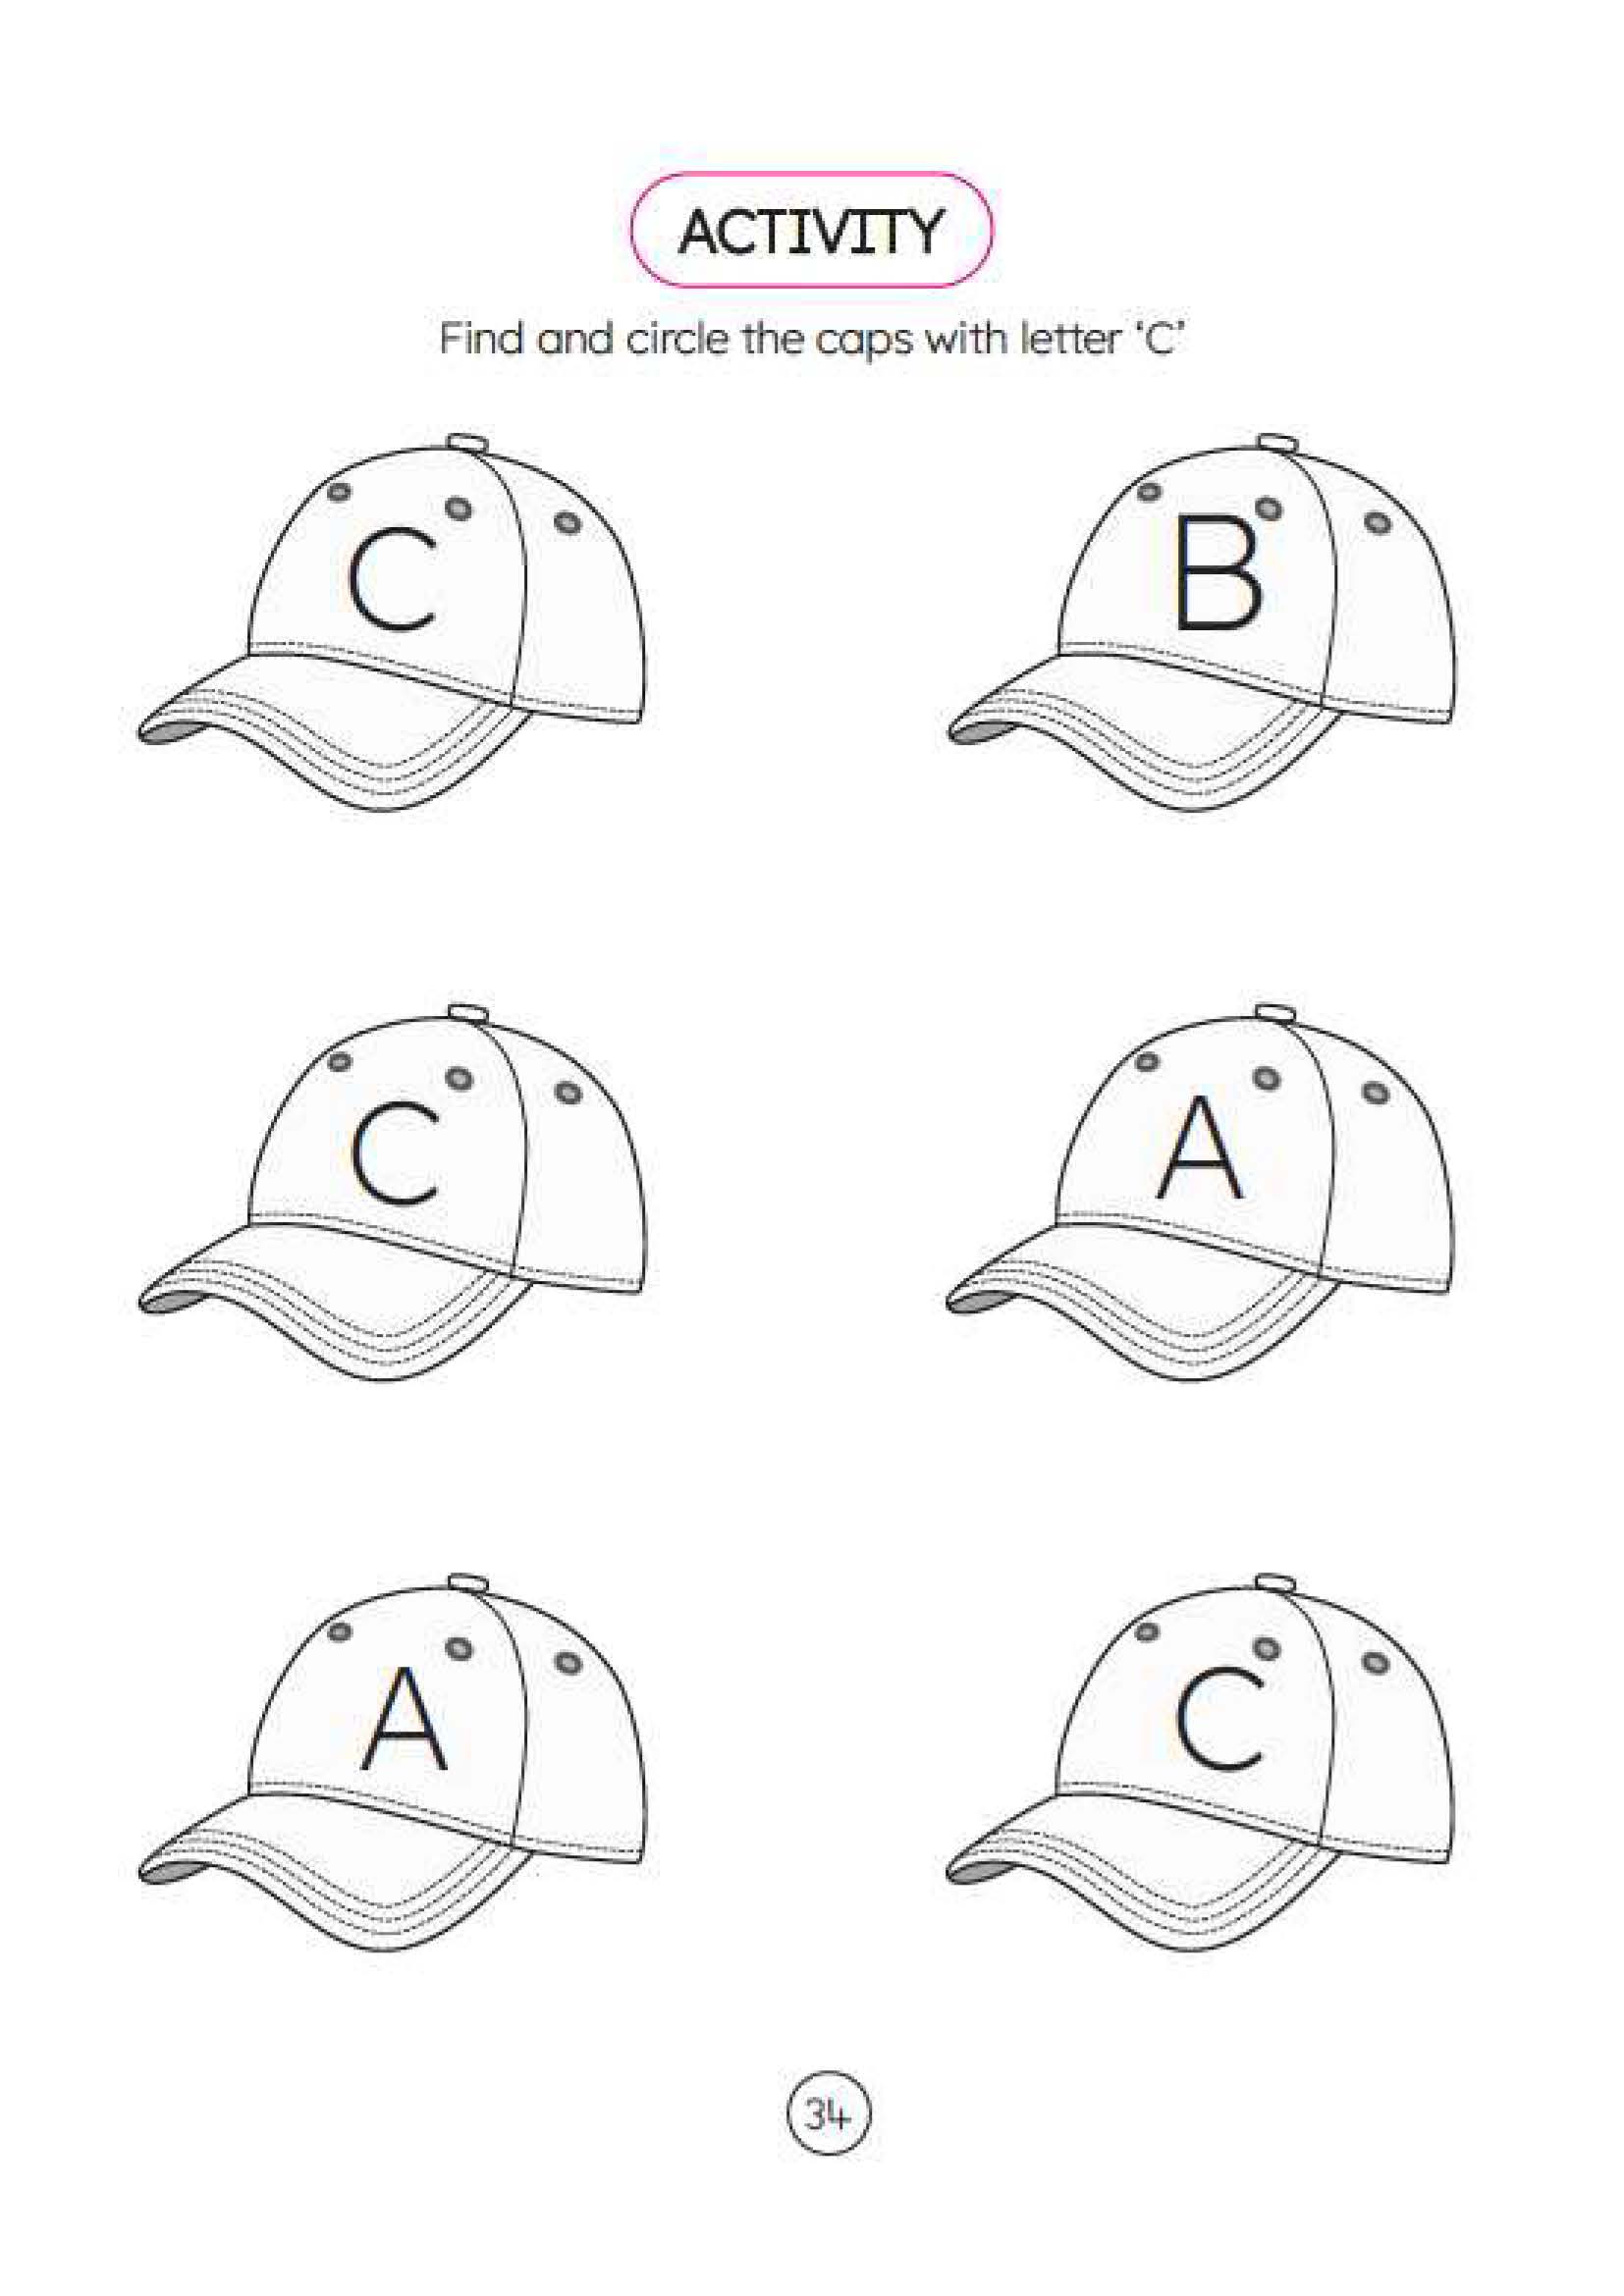 ACTIVITY
Find and circle the caps with letter ‘C’
C
B
C
A
A
C
34